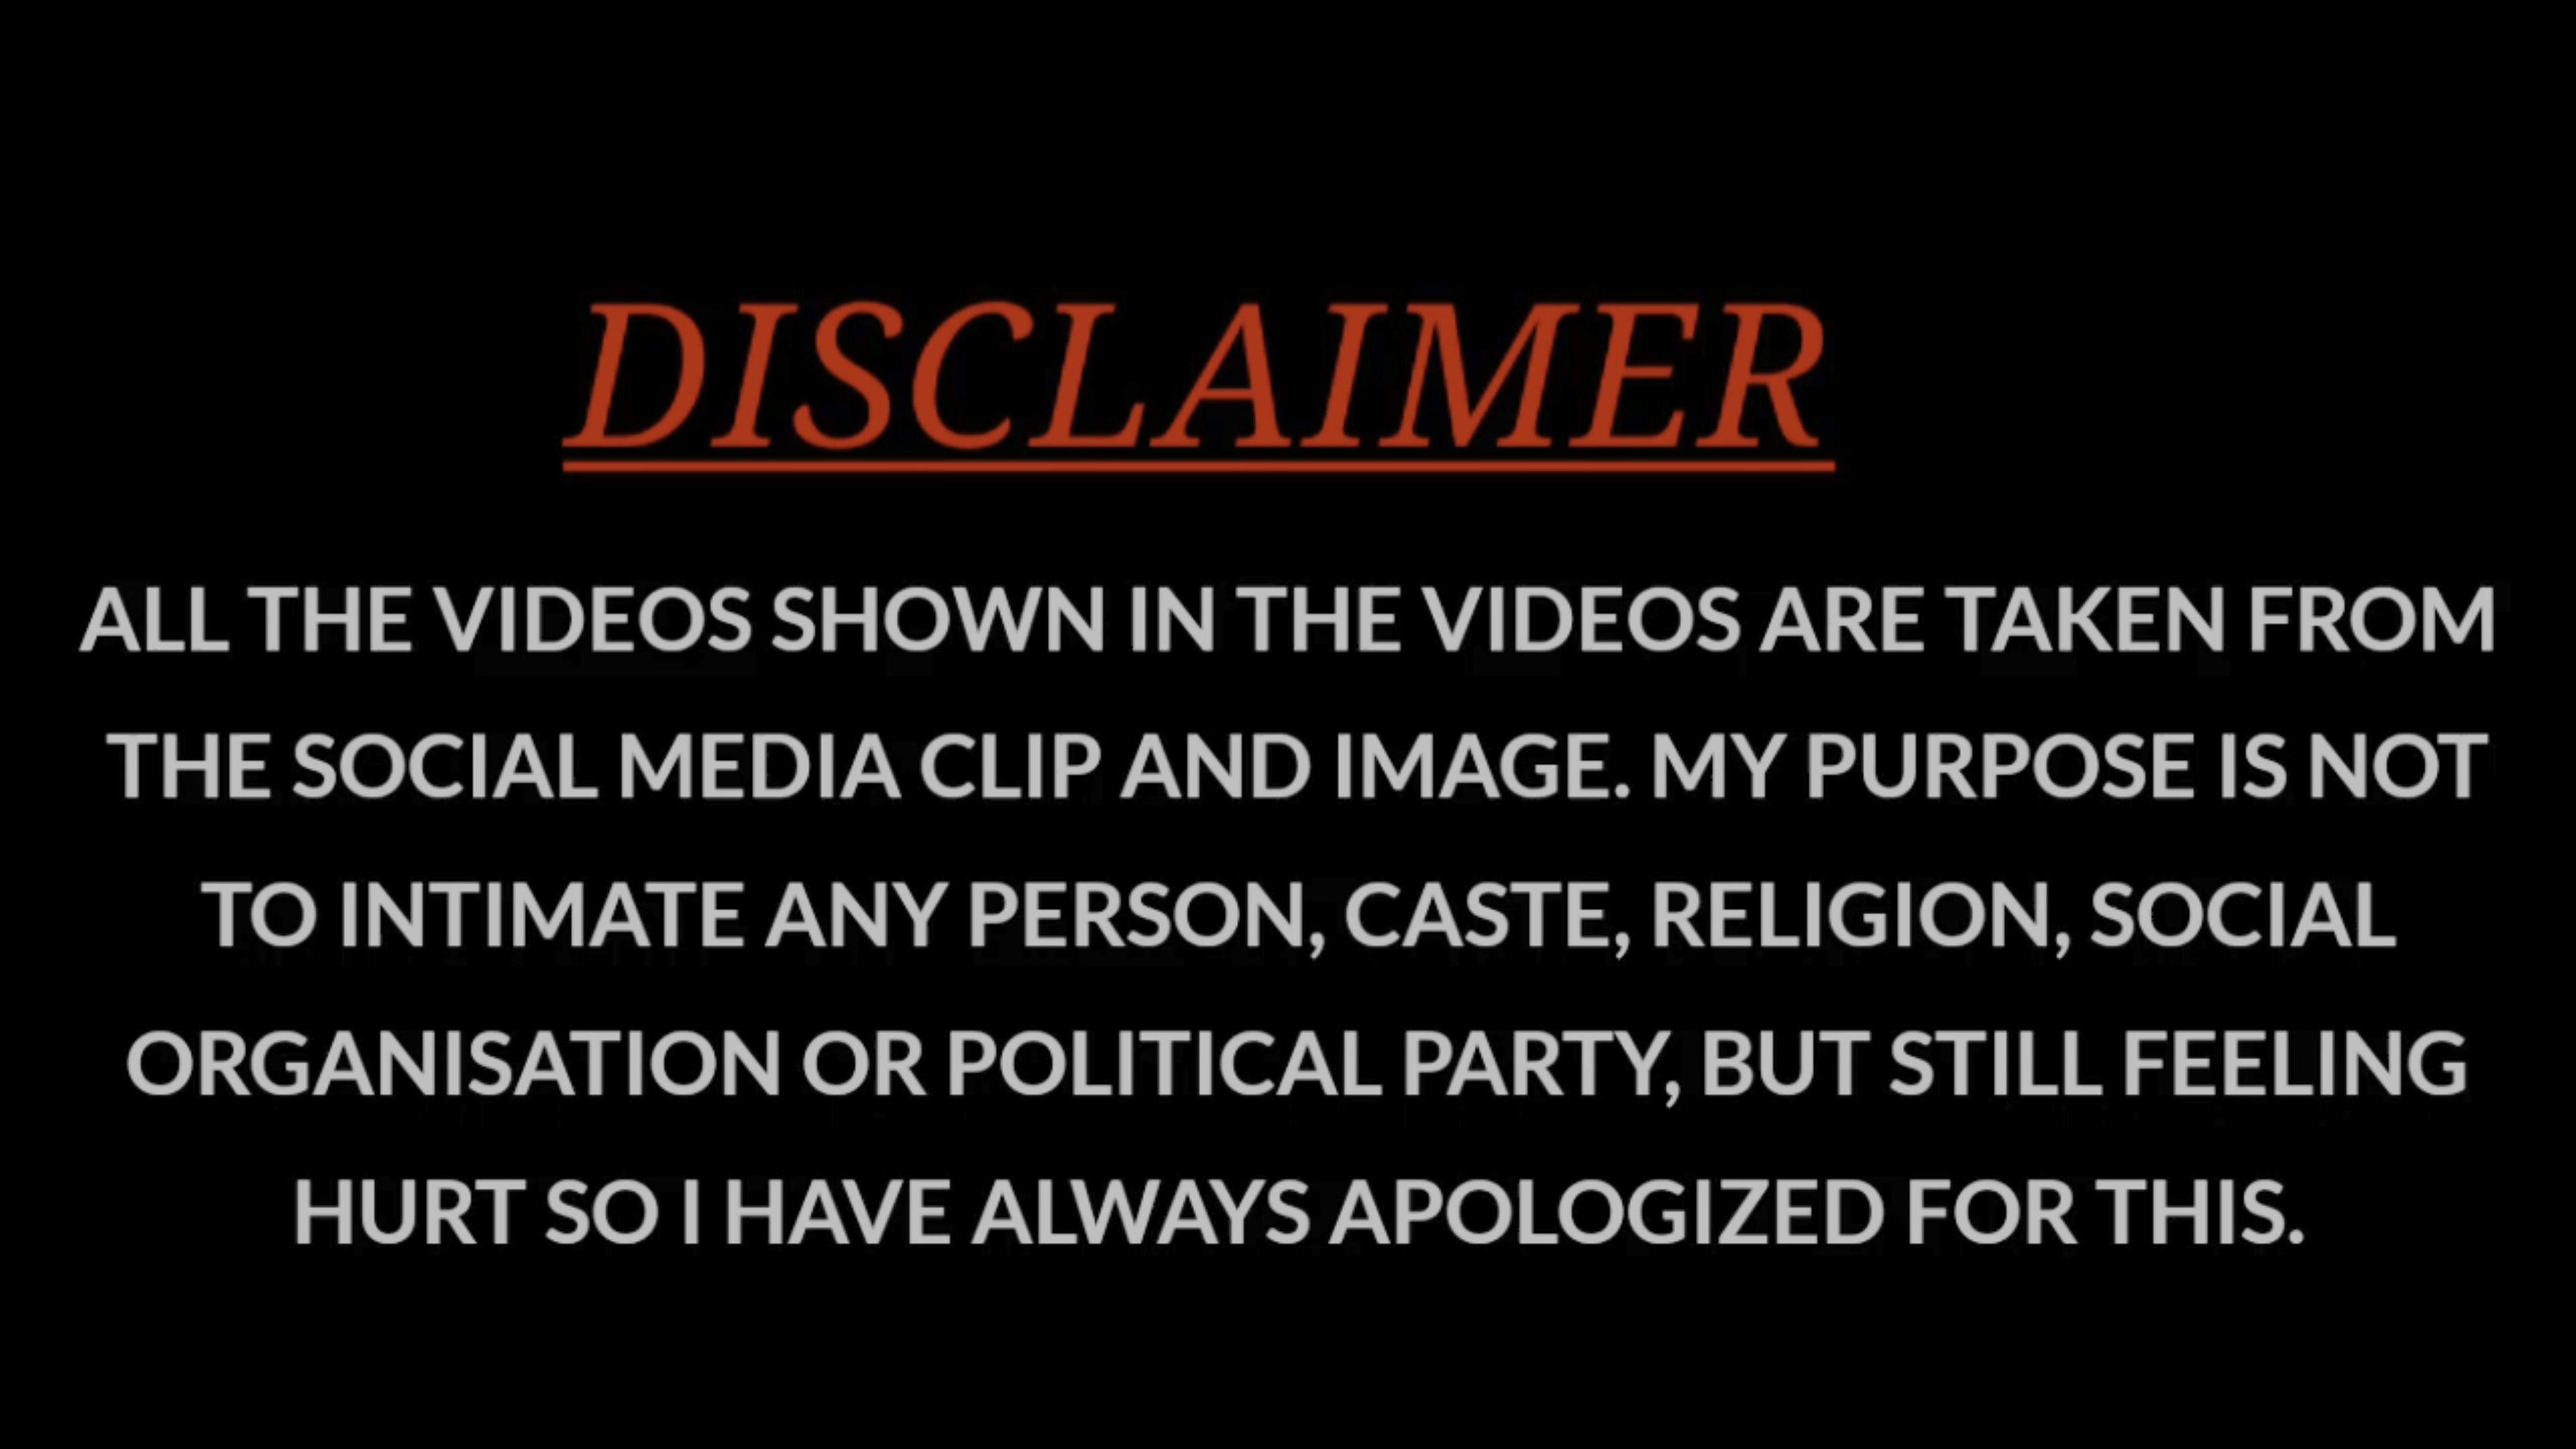 DISCLAIMER
ALL THE VIDEOS SHOWN IN THE VIDEOS ARE TAKEN FROM
THE SOCIAL MEDIA CLIP AND IMAGE. MY PURPOSE IS NOT
TO INTIMATE ANY PERSON, CASTE, RELIGION, SOCIAL
ORGANISATION OR POLITICAL PARTY, BUT STILL FEELING
HURT SO I HAVE ALWAYS APOLOGIZED FOR THIS.